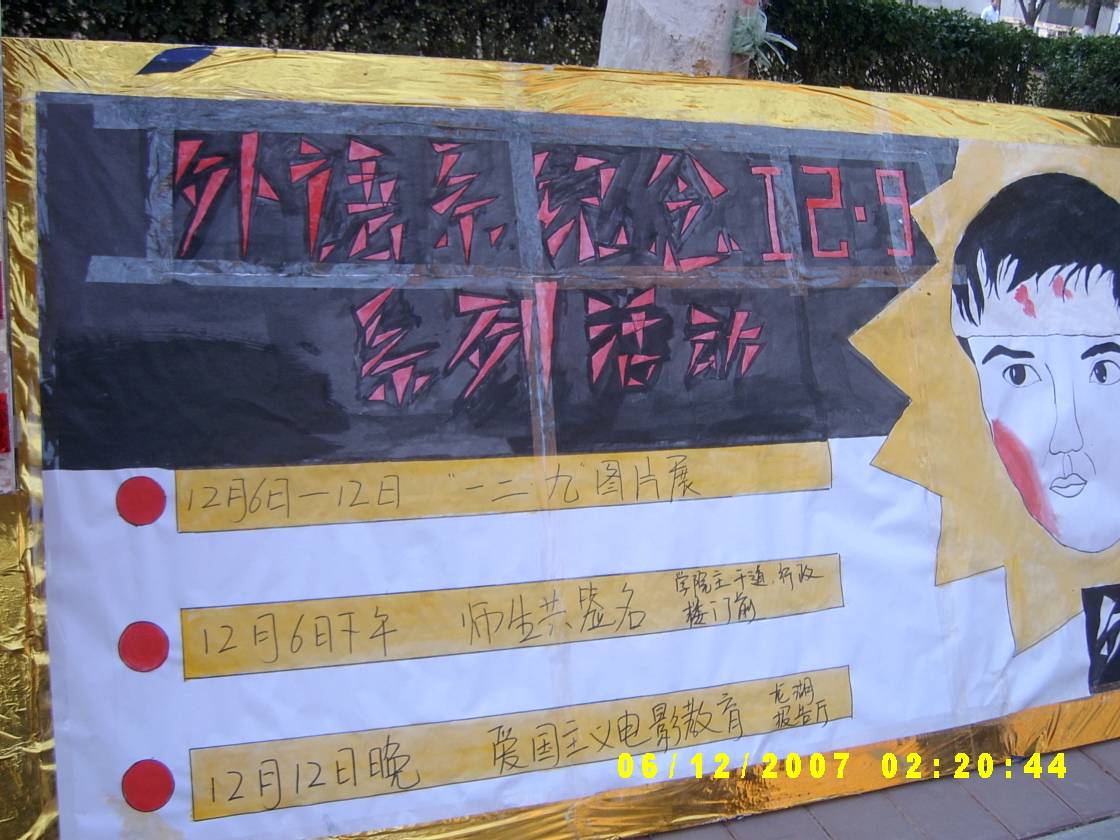 外语系纪念12·9
系列活动
12月6日—12日 "一二·九"图片展
12月6日下午 师生共签名 学院主干道、行政
楼门前
12月12日晚 爱国主义电影教育 龙湖
报告厅
06/12/2007 02:20:44